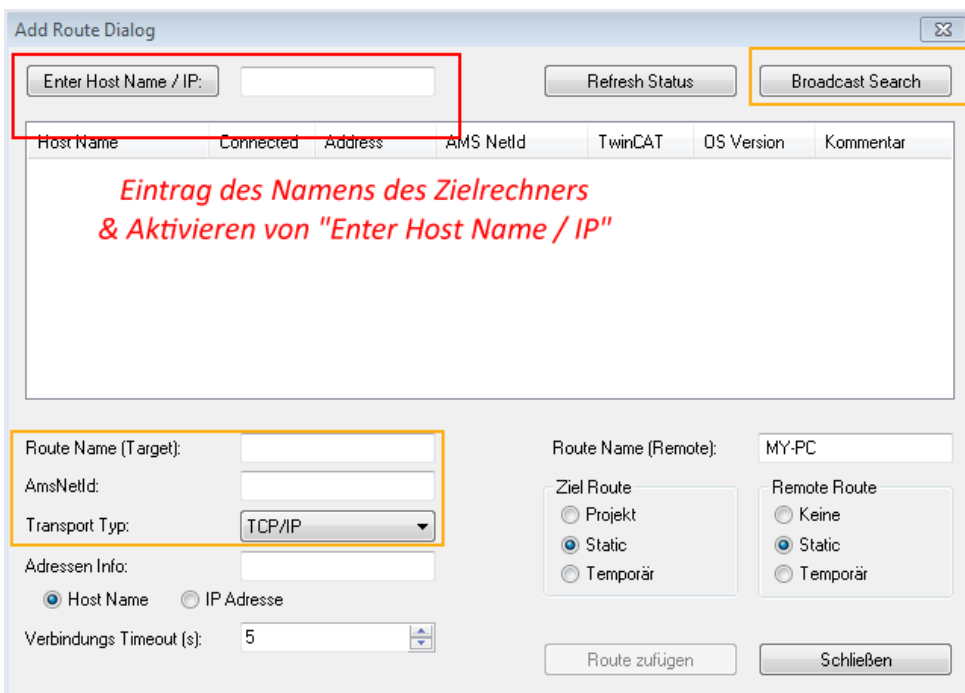 Add Route Dialog
Enter Host Name / IP:
Refresh Status
Broadcast Search
Host Name Connected Address AMS NetId TwinCAT OS Version Kommentar
Eintrag des Namens des Zielrechners
& Aktivieren von "Enter Host Name / IP"
Route Name (Target):
AmsNetId:
Transport Typ: TCP/IP
Adressen Info:
Host Name IP Adresse
Verbindungs Timeout (s): 5
Route Name (Remote): MY-PC
Ziel Route
Projekt
Static
Temporär
Remote Route
Keine
Static
Temporär
Route zufügen
Schließen